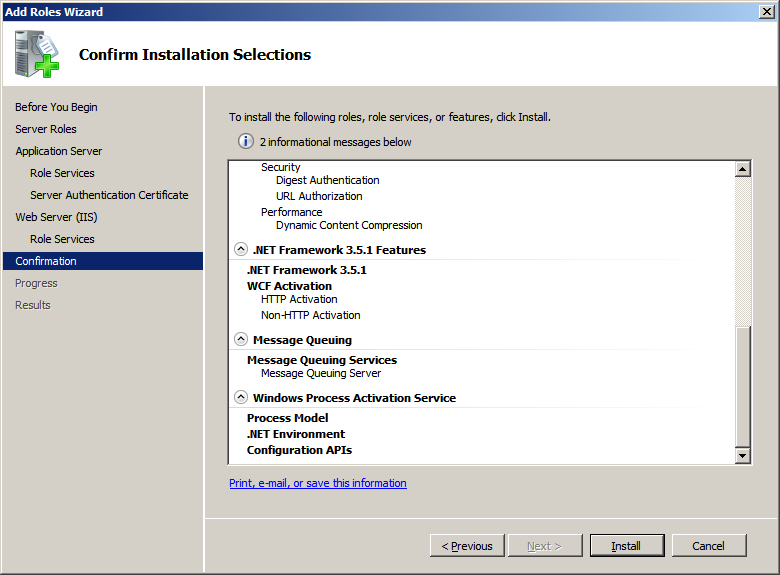 Add Roles Wizard
Confirm Installation Selections
Before You Begin
Server Roles
Application Server
Role Services
Server Authentication Certificate
Web Server (IIS)
Role Services
Confirmation
Progress
Results
To install the following roles, role services, or features, click Install.
2 informational messages below
Security
Digest Authentication
URL Authorization
Performance
Dynamic Content Compression
.NET Framework 3.5.1 Features
.NET Framework 3.5.1
WCF Activation
HTTP Activation
Non-HTTP Activation
Message Queuing
Message Queuing Services
Message Queuing Server
Windows Process Activation Service
Process Model
.NET Environment
Configuration APIs
Print, e-mail, or save this information
< Previous
Next >
Install
Cancel